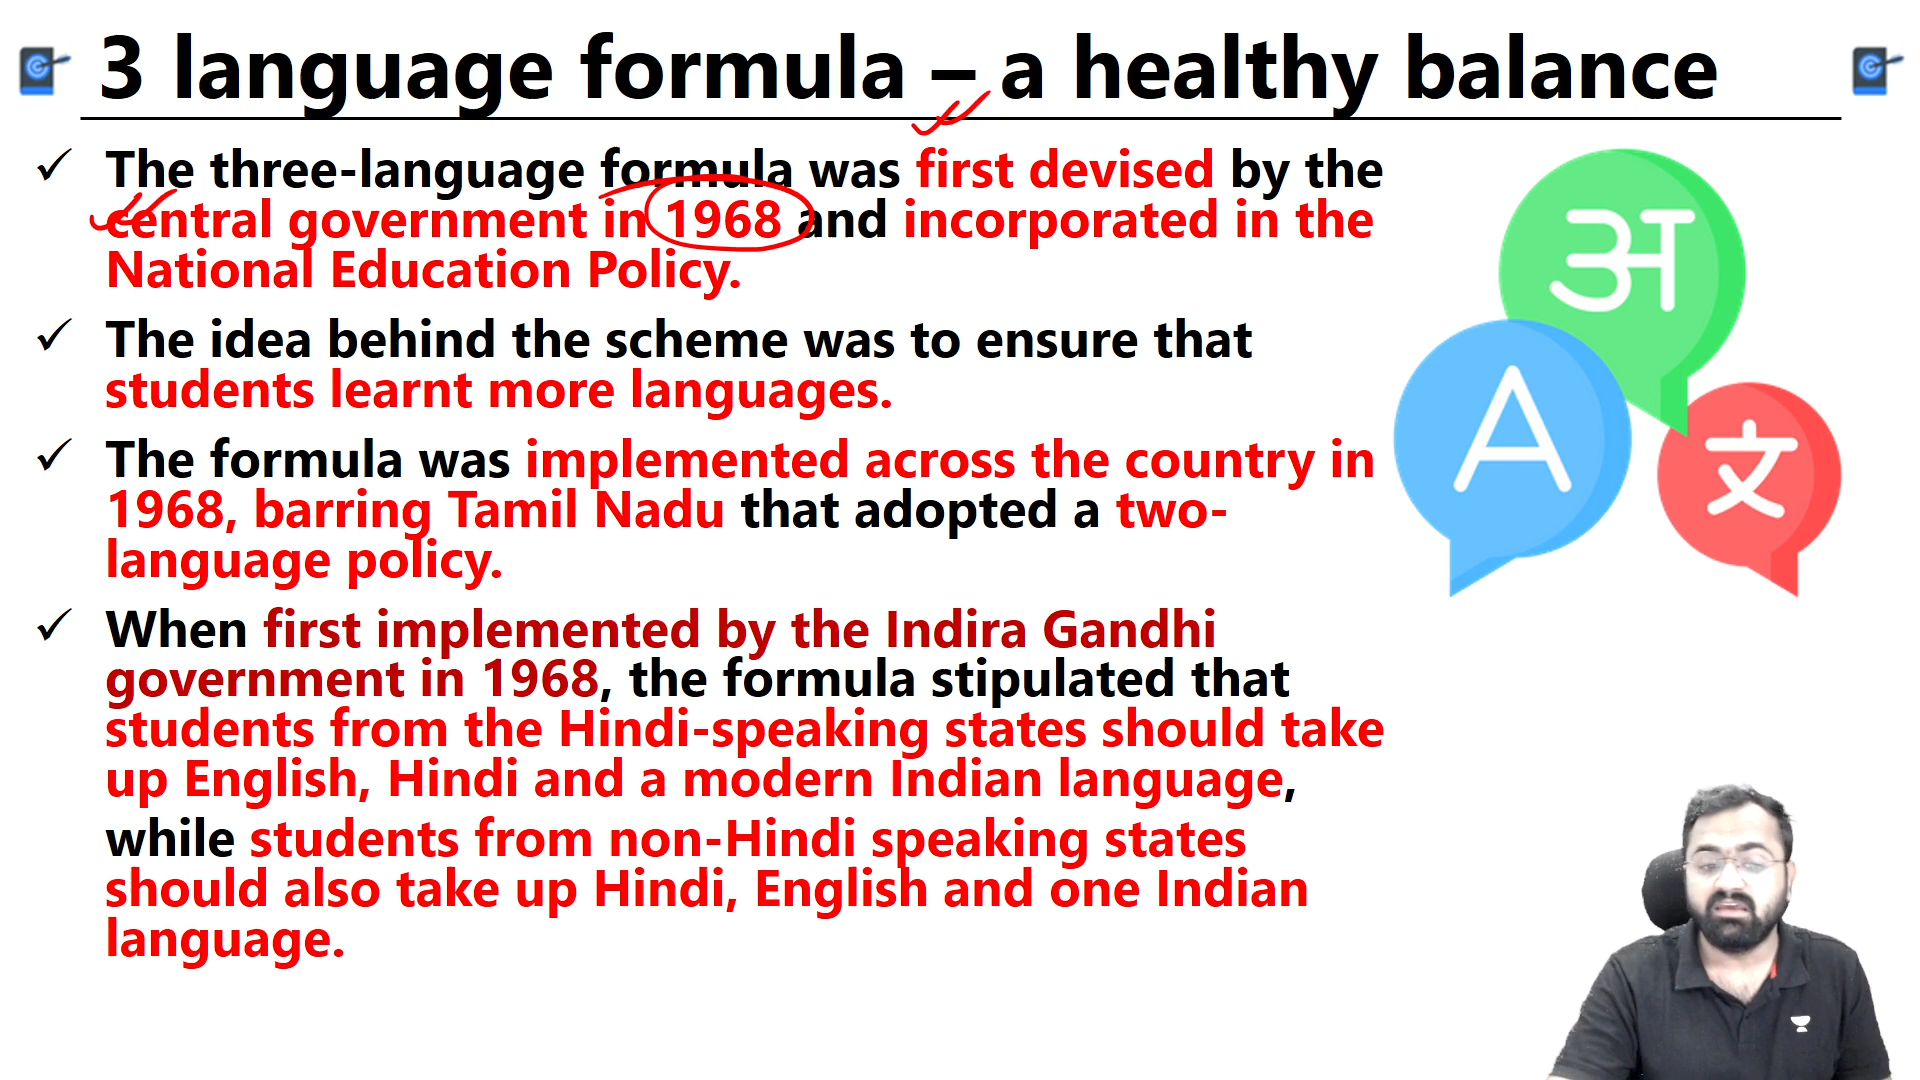 3 language formula – a healthy balance
✓ The three-language formula was first devised by the
central government in 1968 and incorporated in the
National Education Policy.
✓ The idea behind the scheme was to ensure that
students learnt more languages.
✓ The formula was implemented across the country in
1968, barring Tamil Nadu that adopted a two-
language policy.
✓ When first implemented by the Indira Gandhi
government in 1968, the formula stipulated that
students from the Hindi-speaking states should take
up English, Hindi and a modern Indian language,
while students from non-Hindi speaking states
should also take up Hindi, English and one Indian
language.
अ
A
文